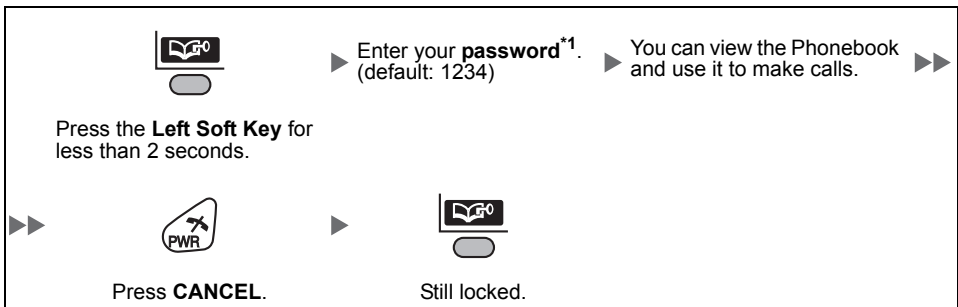 Enter your password*1.
(default: 1234)
You can view the Phonebook
and use it to make calls.
Press the Left Soft Key for
less than 2 seconds.
PWR
Press CANCEL.
Still locked.